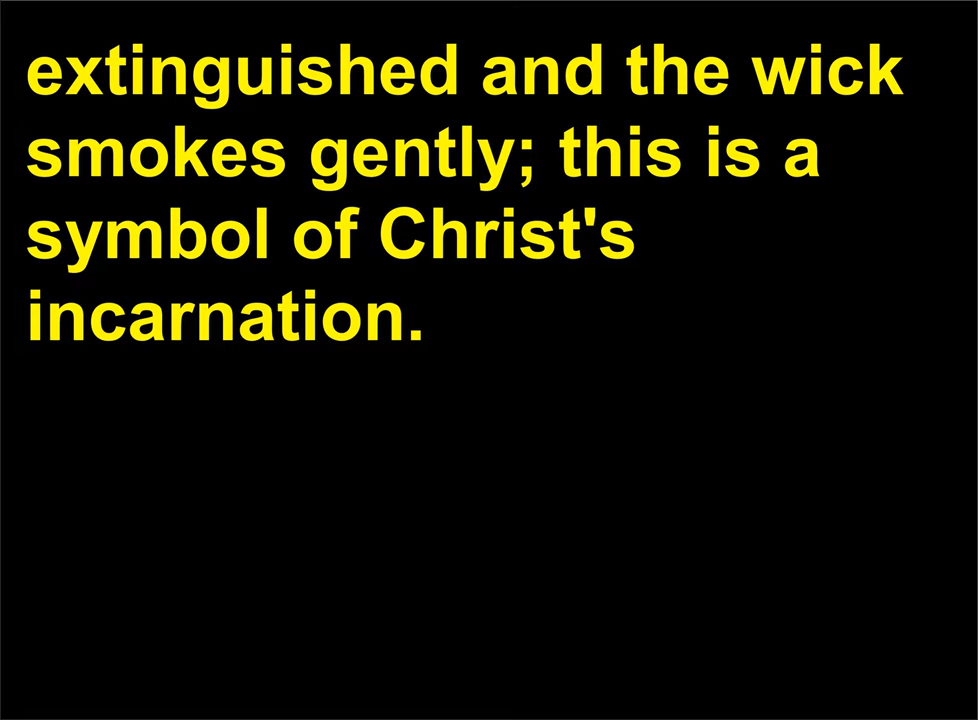 extinguished and the wick
smokes gently; this is a
symbol of Christ's
incarnation.